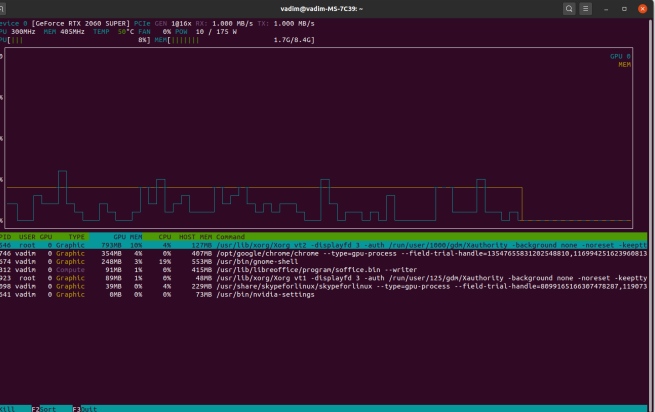 vadim@vadim-MS-7C39: ~
evice 0 [GeForce RTX 2060 SUPER] PCIe GEN 1@16x RX: 1.000 MB/s TX: 1.000 MB/s
PU 300MHz MEM 405MHz TEMP 50°C FAN 0% POW 10 / 175 W
PU[||| 8%] MEM[||||||| 1.7G/8.4G]
GPU 0
MEM
PID USER GPU TYPE GPU MEM CPU HOST MEM Command
546 root 0 Graphic 793MB 10% 4% 127MB /usr/lib/xorg/Xorg vt2 -displayfd 3 -auth /run/user/1000/gdm/Xauthority -background none -noreset -keeptty
746 vadim 0 Graphic 354MB 4% 0% 407MB /opt/google/chrome/chrome --type=gpu-process --field-trial-handle=13547655831202548810,116994251623960813
574 vadim 0 Graphic 248MB 3% 19% 553MB /usr/bin/gnome-shell
312 vadim 0 Compute 91MB 1% 0% 415MB /usr/lib/libreoffice/program/soffice.bin --writer
923 root 0 Graphic 89MB 1% 0% 48MB /usr/lib/xorg/Xorg vt1 -displayfd 3 -auth /run/user/125/gdm/Xauthority -background none -noreset -keeptty
098 vadim 0 Graphic 39MB 0% 4% 229MB /usr/share/skypeforlinux/skypeforlinux --type=gpu-process --field-trial-handle=8099165166307478287,119073
541 vadim 0 Graphic 0MB 0% 0% 73MB /usr/bin/nvidia-settings
Kill F2Sort F3Quit